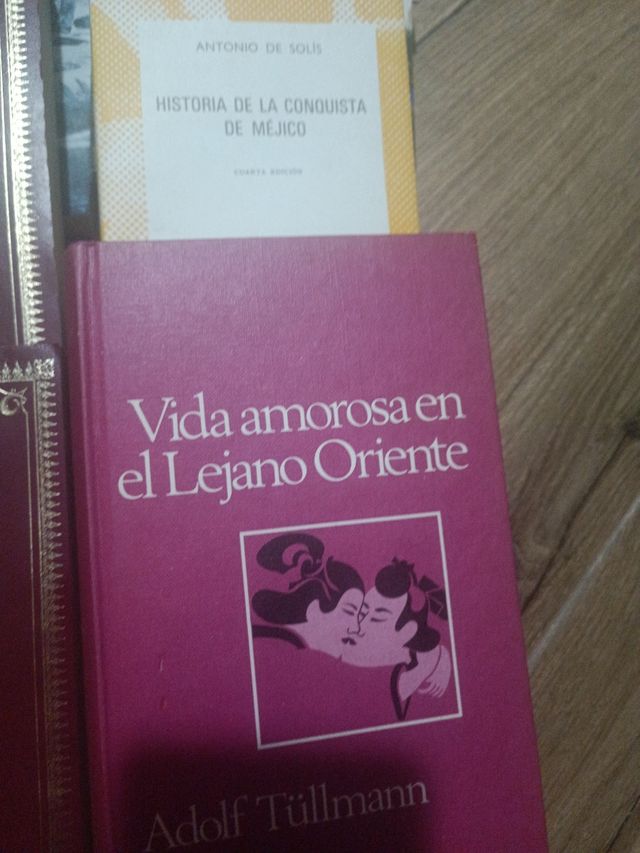 ANTONIO DE SOLÍS
HISTORIA DE LA CONQUISTA
DE MÉJICO
CUARTA EDICIÓN
Vida amorosa en
el Lejano Oriente
Adolf Tüllmann